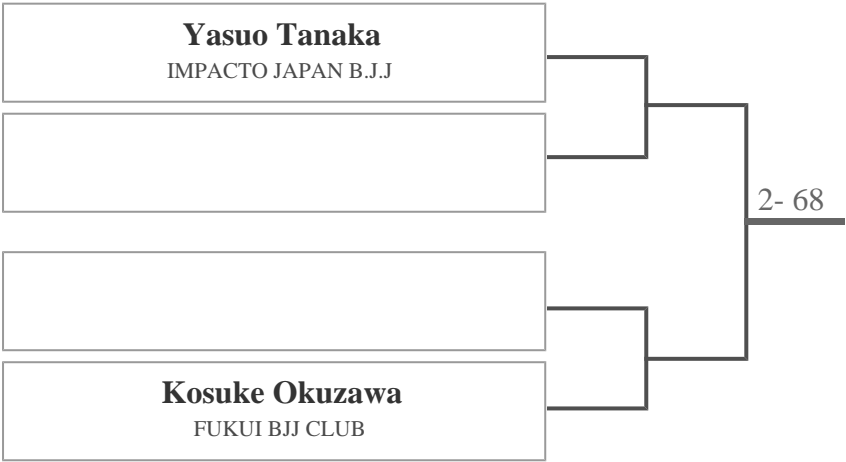 Yasuo Tanaka
IMPACTO JAPAN B.J.J
2- 68
Kosuke Okuzawa
FUKUI BJJ CLUB